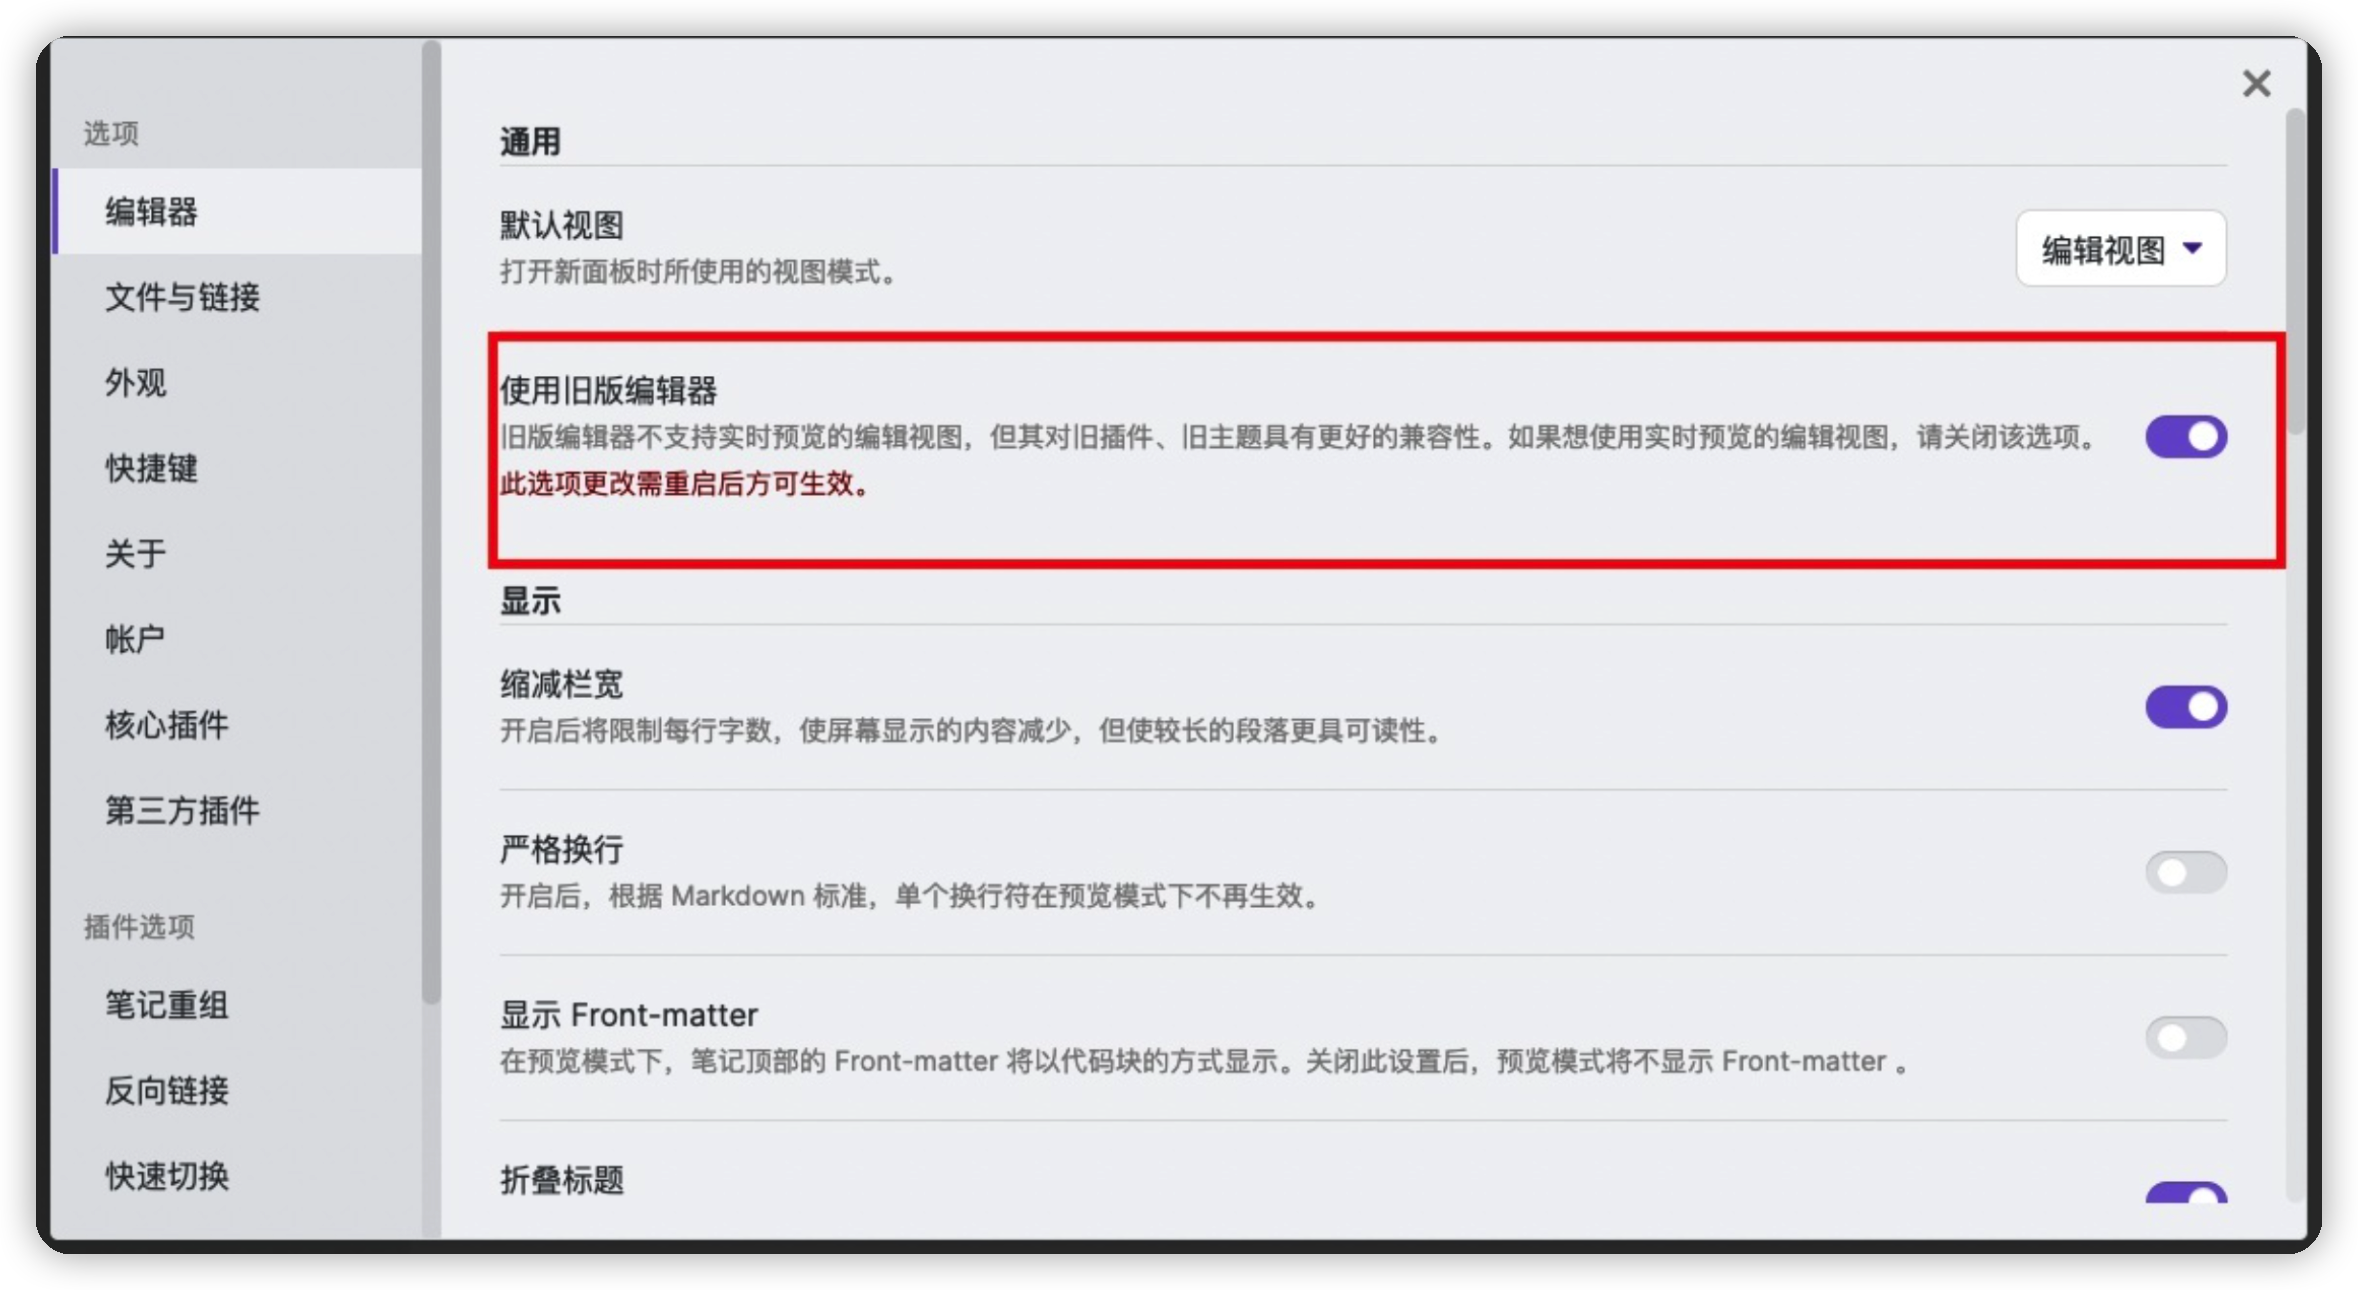 选项
编辑器
文件与链接
外观
快捷键
关于
帐户
核心插件
第三方插件
插件选项
笔记重组
反向链接
快速切换
通用
默认视图
打开新面板时所使用的视图模式。
编辑视图
使用旧版编辑器
旧版编辑器不支持实时预览的编辑视图，但其对旧插件、旧主题具有更好的兼容性。如果想使用实时预览的编辑视图，请关闭该选项。
此选项更改需重启后方可生效。
显示
缩减栏宽
开启后将限制每行字数，使屏幕显示的内容减少，但使较长的段落更具可读性。
严格换行
开启后，根据 Markdown 标准，单个换行符在预览模式下不再生效。
显示 Front-matter
在预览模式下，笔记顶部的 Front-matter 将以代码块的方式显示。关闭此设置后，预览模式将不显示 Front-matter 。
折叠标题